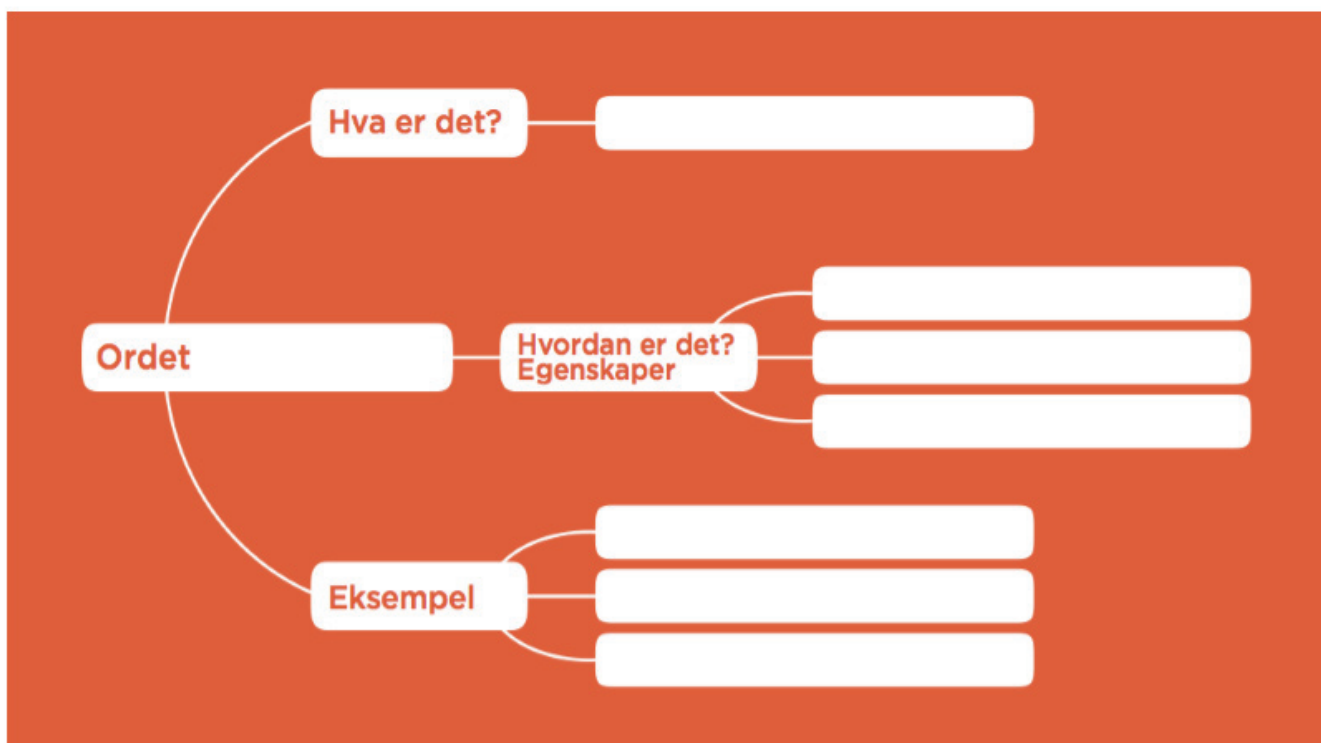 Hva er det?
Ordet
Hvordan er det?
Egenskaper
Eksempel